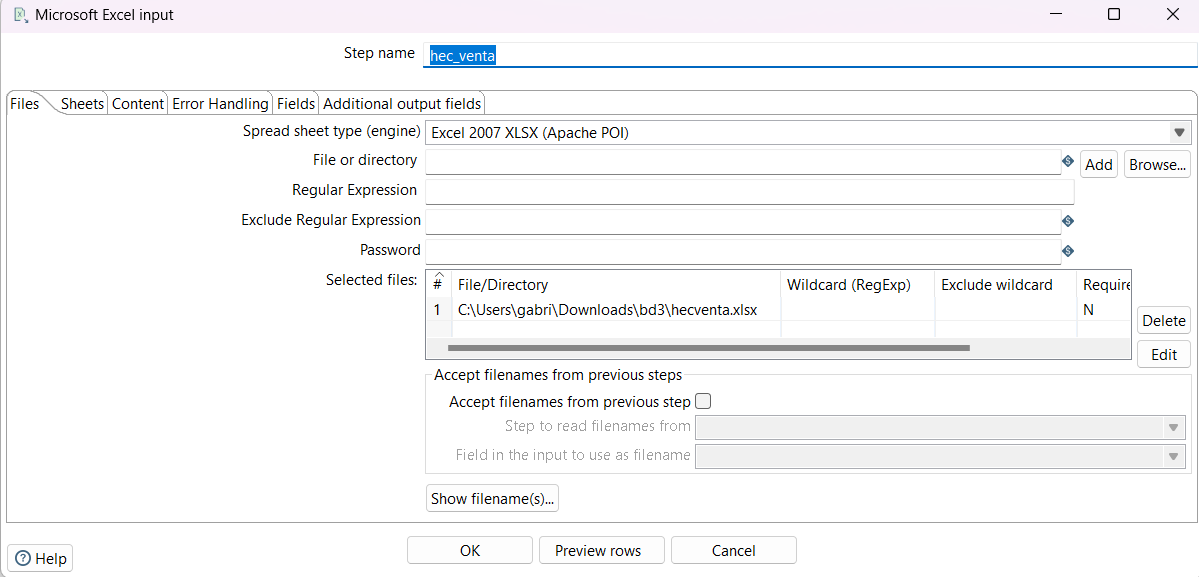 Microsoft Excel input
Step name hec_venta
Files Sheets Content Error Handling Fields Additional output fields
Spread sheet type (engine) Excel 2007 XLSX (Apache POI)
File or directory Add Browse...
Regular Expression
Exclude Regular Expression
Password
Selected files: # File/Directory Wildcard (RegExp) Exclude wildcard Require
1 C:\Users\gabri\Downloads\bd3\hecventa.xlsx N
Delete
Edit
Accept filenames from previous steps
Accept filenames from previous step
Step to read filenames from
Field in the input to use as filename
Show filename(s)...
Help OK Preview rows Cancel